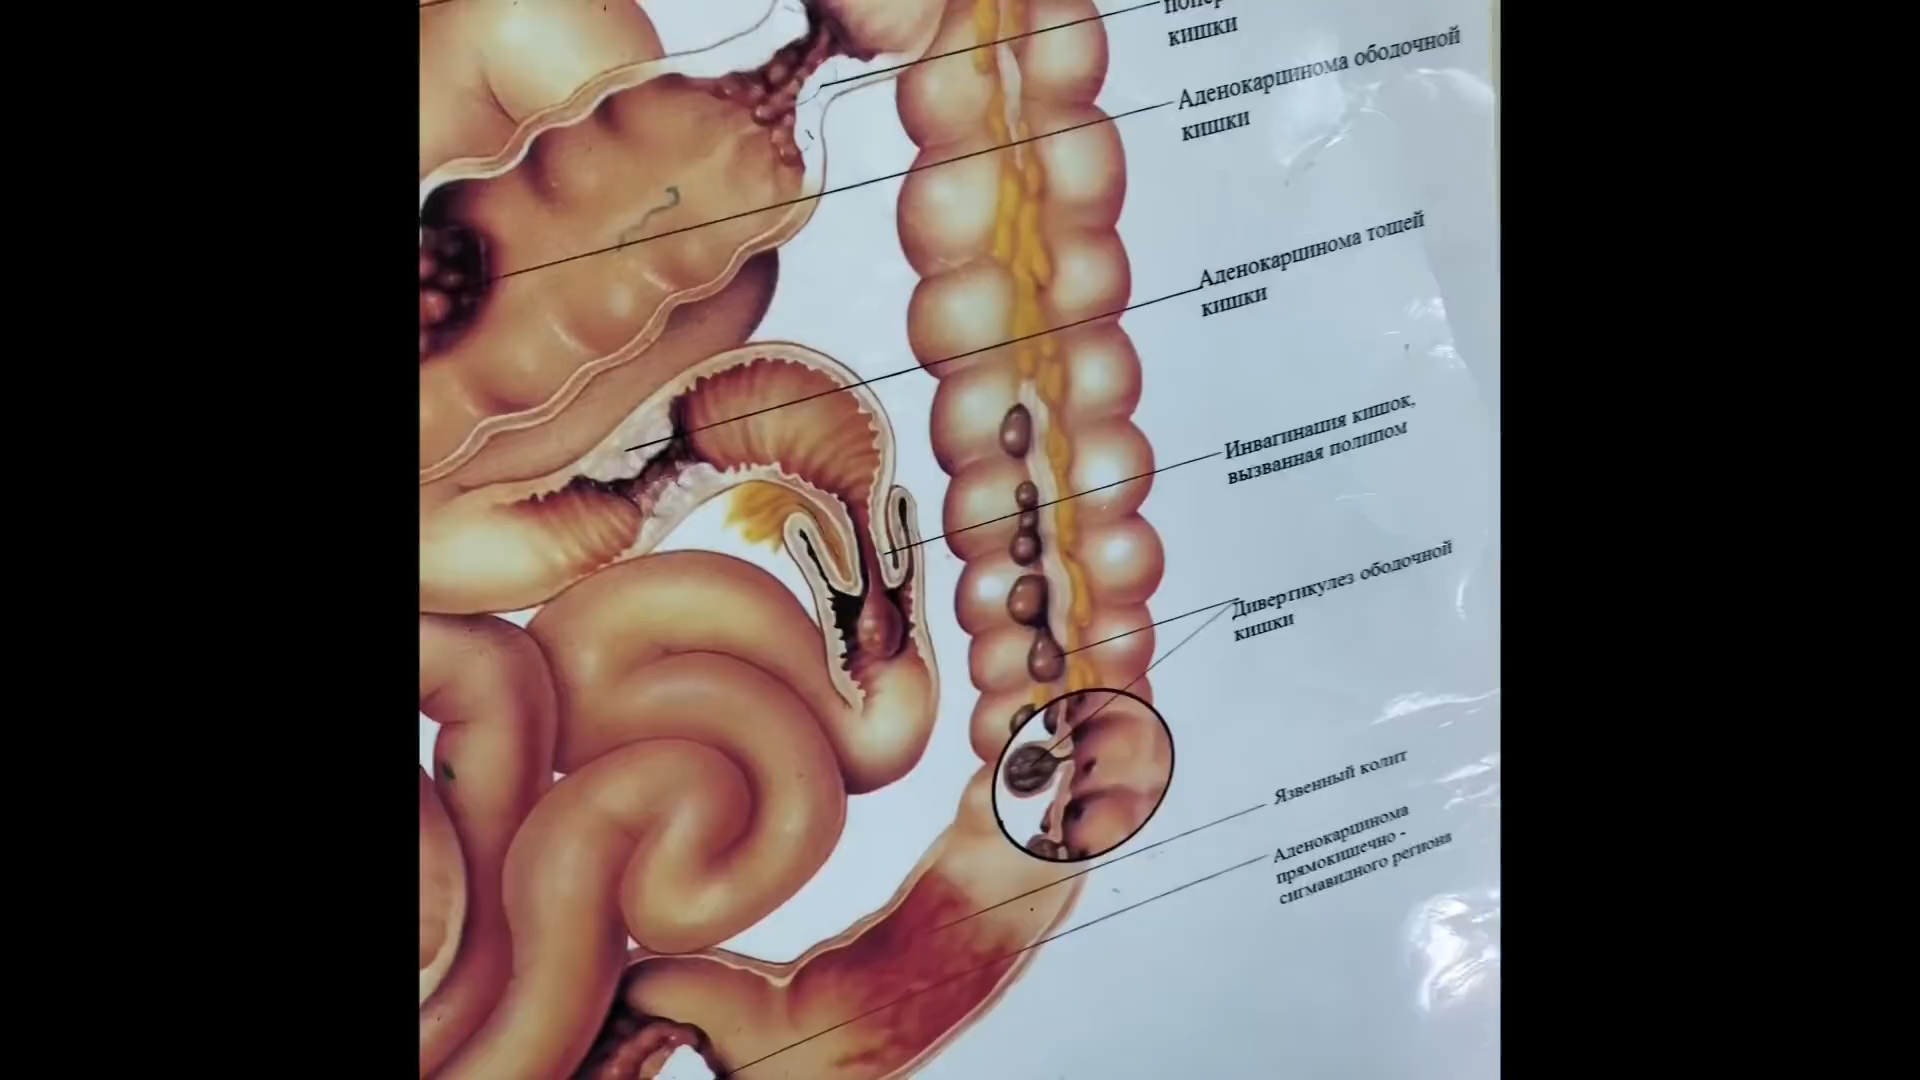 кишки
Аденокарцинома ободочной
кишки
Аденокарцинома тощей
кишки
Инвагинация кишок,
вызванная полипом
Дивертикулез ободочной
кишки
Язвенный колит
Аденокарцинома
прямокишечно -
сигмавидного региона